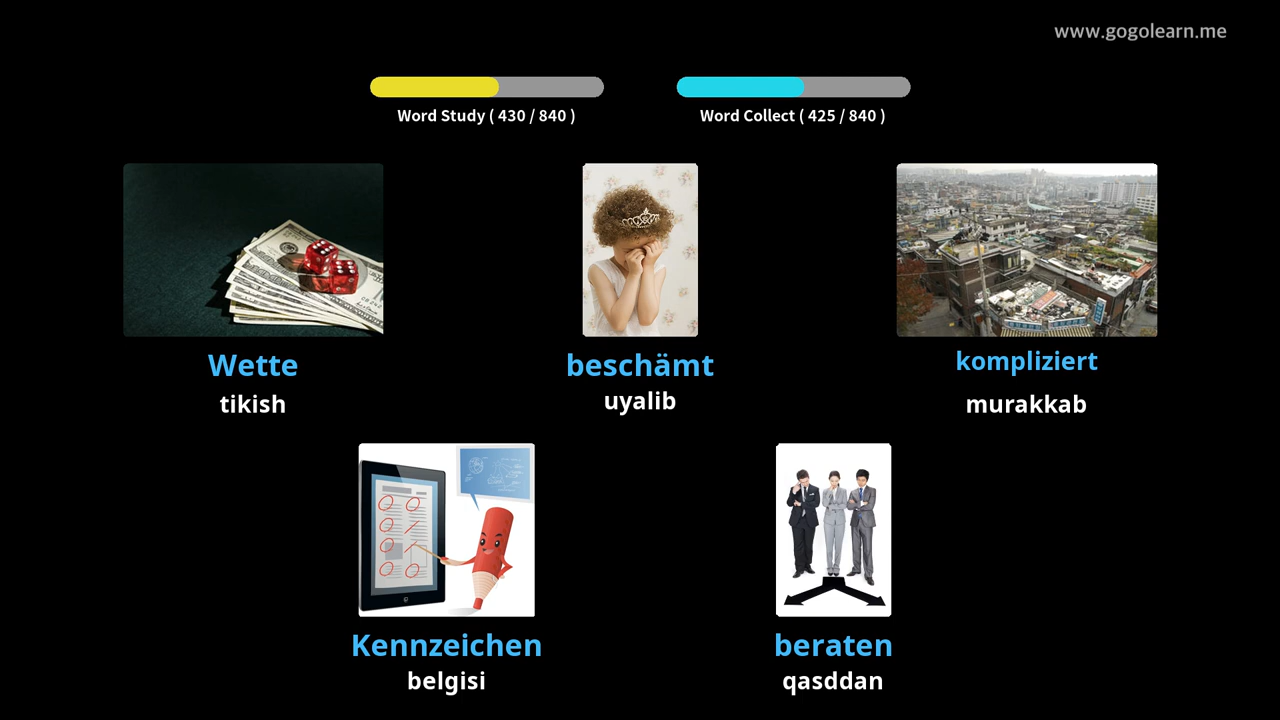 www.gogolearn.me
Word Study ( 430 / 840 )
Word Collect ( 425 / 840 )
Wette
tikish
beschämt
uyalib
kompliziert
murakkab
Kennzeichen
belgisi
beraten
qasddan